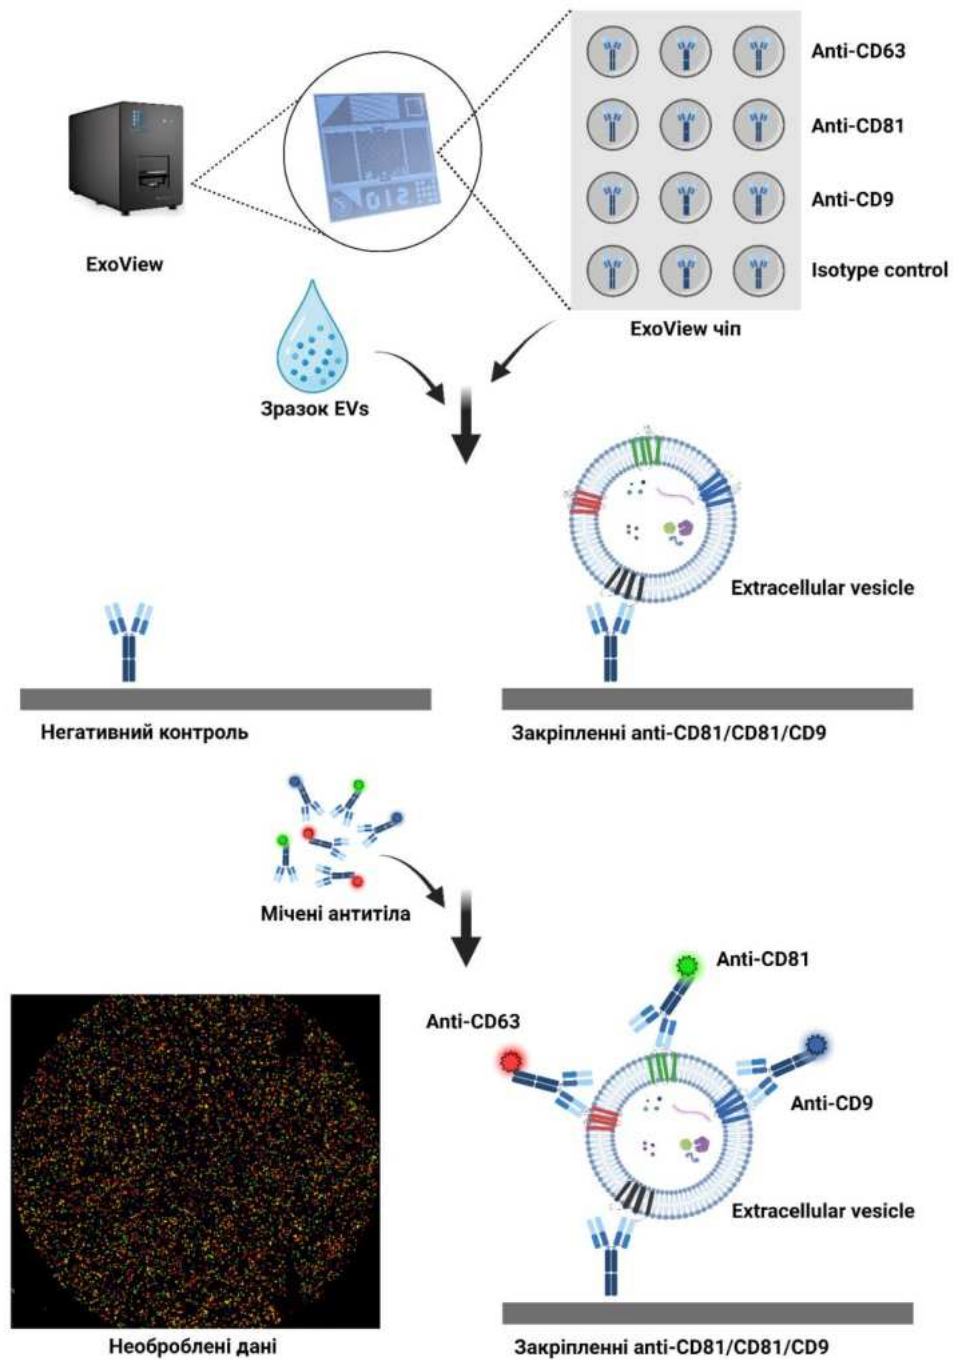 Anti-CD63
Anti-CD81
Anti-CD9
Isotype control
ExoView
ExoView чіп
Зразок EVs
Extracellular vesicle
Негативний контроль
Закріпленні anti-CD81/CD81/CD9
Мічені антитіла
Anti-CD81
Anti-CD63
Anti-CD9
Extracellular vesicle
Необроблені дані
Закріпленні anti-CD81/CD81/CD9